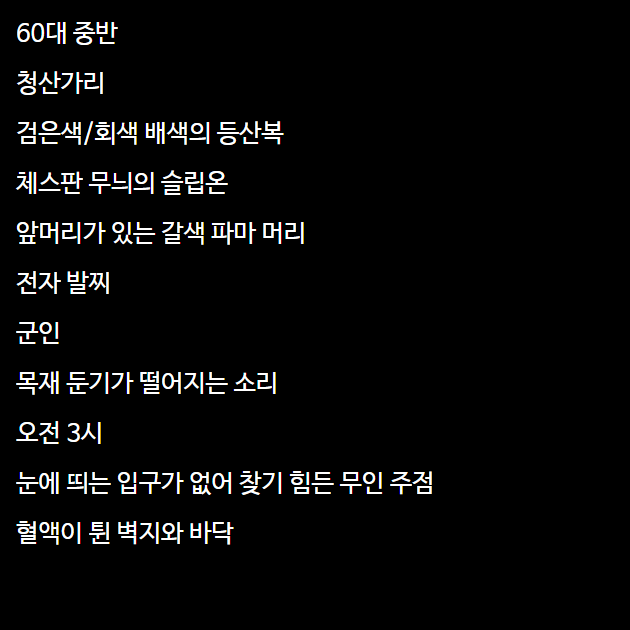 60대 중반
청산가리
검은색/회색 배색의 등산복
체스판 무늬의 슬립온
앞머리가 있는 갈색 파마 머리
전자 발찌
군인
목재 둔기가 떨어지는 소리
오전 3시
눈에 띄는 입구가 없어 찾기 힘든 무인 주점
혈액이 튄 벽지와 바닥